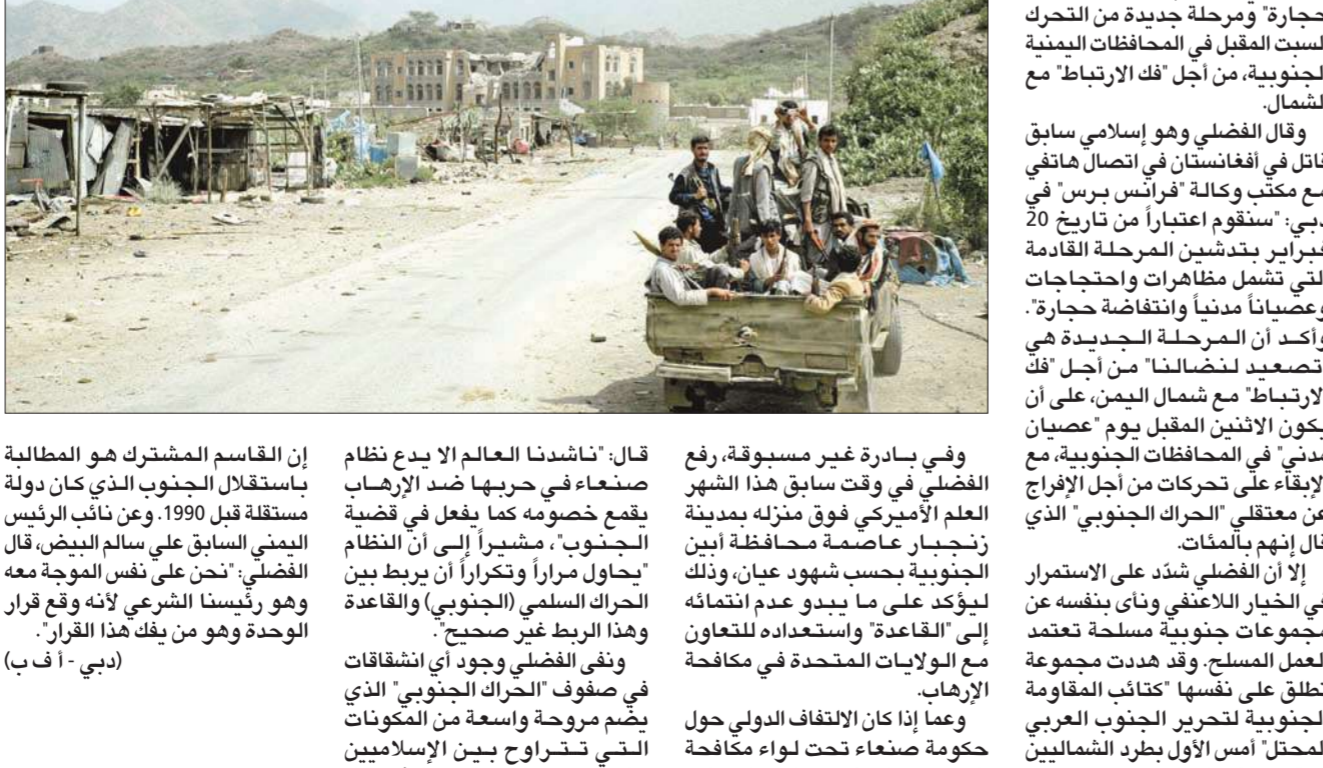 حجارة" ومرحلة جديدة من التحرك
السبت المقبل في المحافظات اليمنية
الجنوبية، من أجل "فك الارتباط" مع
الشمال.
وقال الفضلي وهو إسلامي سابق
قاتل في أفغانستان في اتصال هاتفي
مع مكتب وكالة "فرانس برس" في
دبي: "سنقوم اعتباراً من تاريخ 20
فبراير بتدشين المرحلة القادمة
التي تشمل مظاهرات واحتجاجات
وعصياناً مدنياً وانتفاضة حجارة".
وأكد أن المرحلة الجديدة هي
"تصعيد لنضالنا" من أجل "فك
الارتباط" مع شمال اليمن، على أن
يكون الاثنين المقبل يوم "عصيان
مدني" في المحافظات الجنوبية، مع
الإبقاء على تحركات من أجل الإفراج
عن معتقلي "الحراك الجنوبي" الذي
قال إنهم بالمئات.
إلا أن الفضلي شدّد على الاستمرار
في الخيار اللاعنفي ونأى بنفسه عن
مجموعات جنوبية مسلحة تعتمد
العمل المسلح. وقد هددت مجموعة
تطلق على نفسها "كتائب المقاومة
الجنوبية لتحرير الجنوب العربي
المحتل" أمس الأول بطرد الشماليين
وفي بادرة غير مسبوقة، رفع
الفضلي في وقت سابق هذا الشهر
العلم الأميركي فوق منزله بمدينة
زنجبار عاصمة محافظة أبين
الجنوبية بحسب شهود عيان، وذلك
ليؤكد على ما يبدو عدم انتمائه
إلى "القاعدة" واستعداده للتعاون
مع الولايات المتحدة في مكافحة
الإرهاب.
وعما إذا كان الالتفاف الدولي حول
حكومة صنعاء تحت لواء مكافحة
قال: "ناشدنا العالم الا يدع نظام
صنعاء في حربها ضد الإرهاب
يقمع خصومه كما يفعل في قضية
الجنوب"، مشيراً إلى أن النظام
"يحاول مراراً وتكراراً أن يربط بين
الحراك السلمي (الجنوبي) والقاعدة
وهذا الربط غير صحيح".
ونفى الفضلي وجود أي انشقاقات
في صفوف "الحراك الجنوبي" الذي
يضم مروحة واسعة من المكونات
التي تتراوح بين الإسلاميين
إن القاسم المشترك هو المطالبة
باستقلال الجنوب الذي كان دولة
مستقلة قبل 1990. وعن نائب الرئيس
اليمني السابق علي سالم البيض، قال
الفضلي: "نحن على نفس الموجة معه
وهو رئيسنا الشرعي لأنه وقع قرار
الوحدة وهو من يفك هذا القرار".
(دبي - أ ف ب)